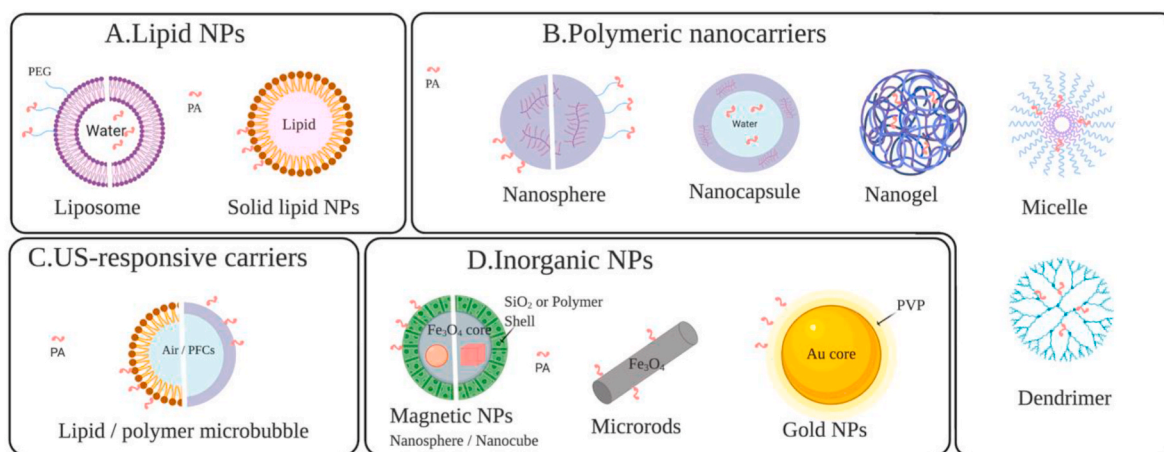 A.Lipid NPs
PEG
PA
Water
Lipid
Liposome
Solid lipid NPs
B.Polymeric nanocarriers
PA
Water
Nanosphere
Nanocapsule
Nanogel
Micelle
Dendrimer
C.US-responsive carriers
PA
Air / PFCs
Lipid / polymer microbubble
D.Inorganic NPs
SiO₂ or Polymer
Shell
Fe₃O₄ core
PA
Magnetic NPs
Nanosphere / Nanocube
Fe₃O₄
Microrods
PVP
Au core
Gold NPs